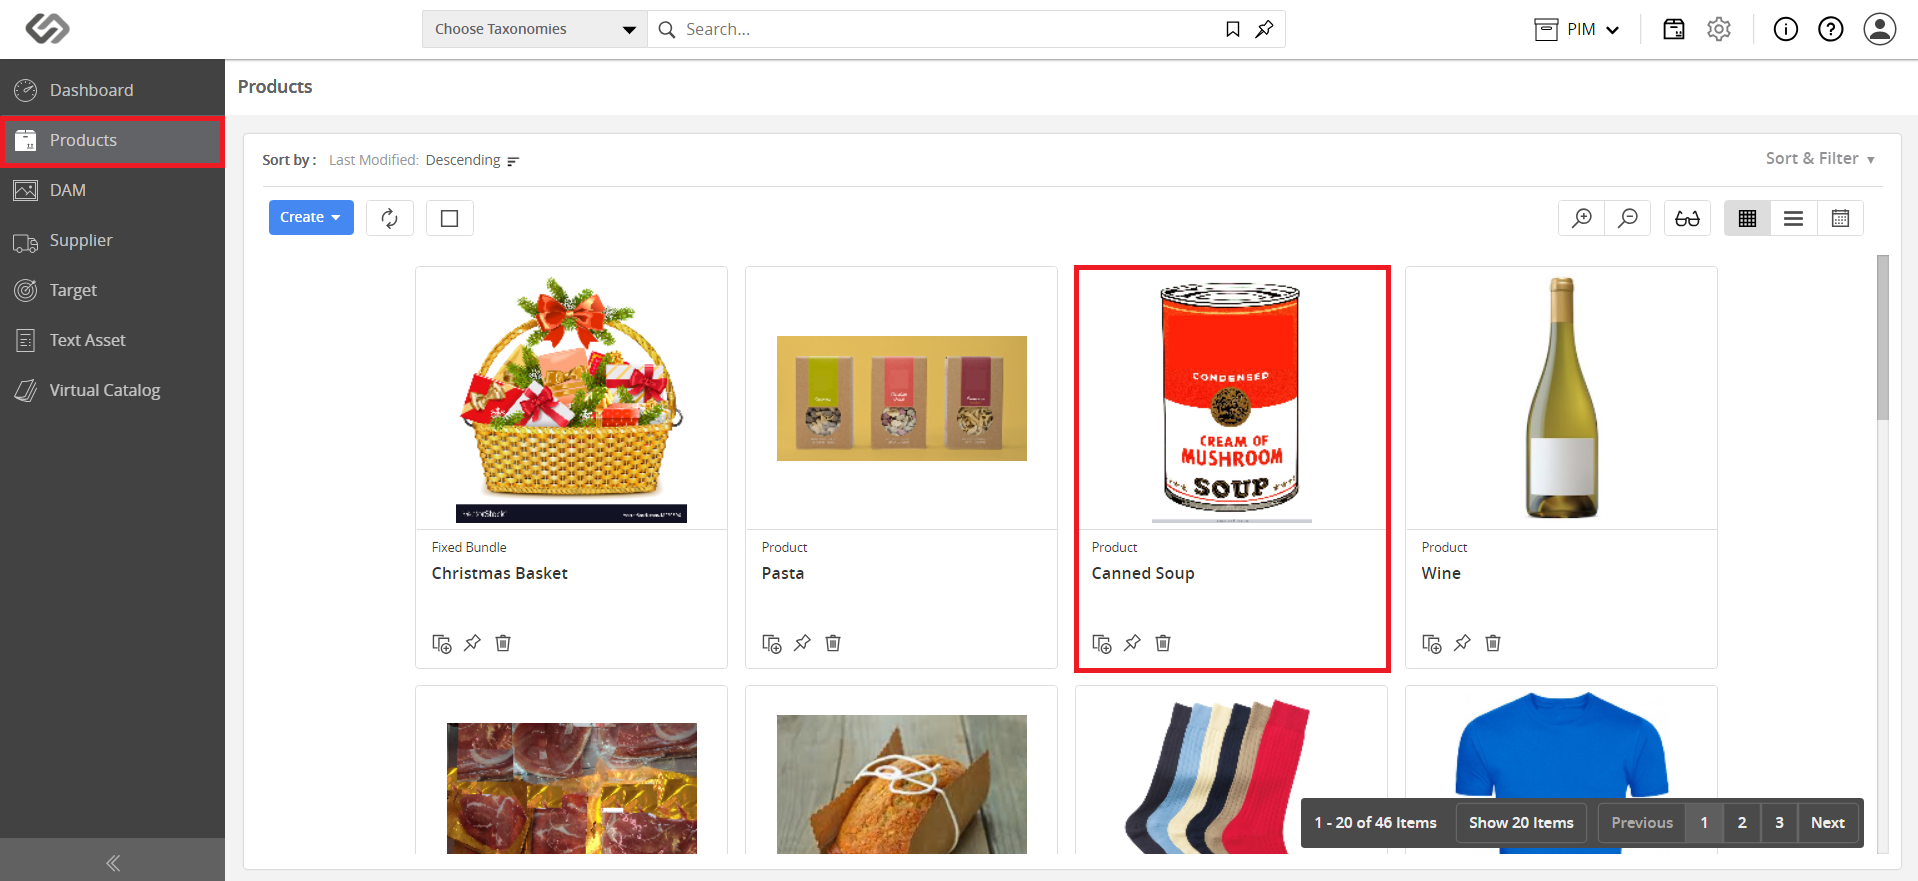 Choose Taxonomies
Search...
PIM
Dashboard
Products
DAM
Supplier
Target
Text Asset
Virtual Catalog
Products
Sort by : Last Modified: Descending
Sort & Filter
Create
Fixed Bundle
Christmas Basket
Product
Pasta
CONDENSED
CREAM OF
MUSHROOM
SOUP
Product
Canned Soup
Product
Wine
1 - 20 of 46 Items
Show 20 Items
Previous
1
2
3
Next